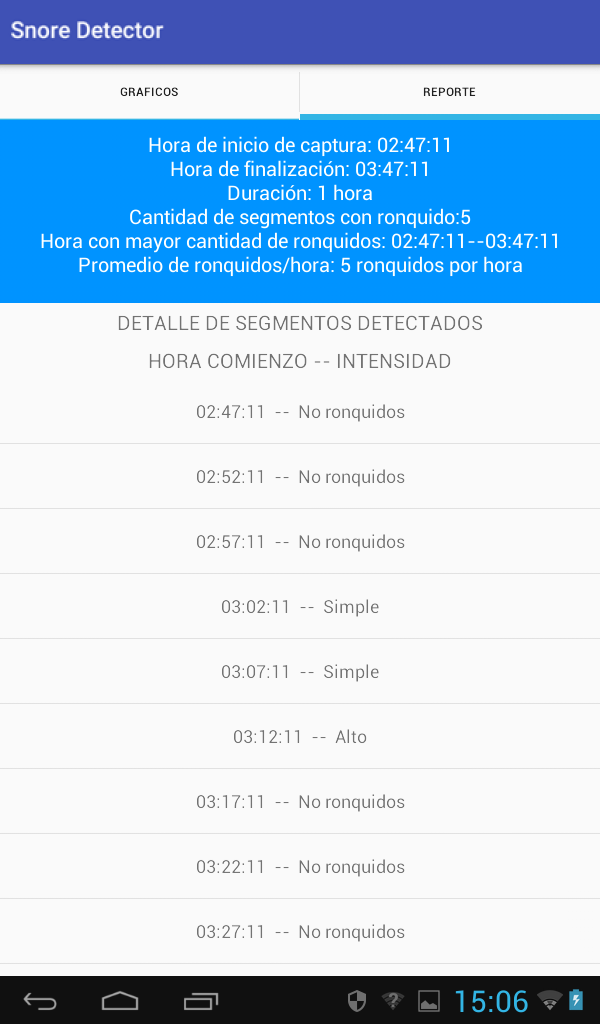 Snore Detector
GRAFICOS
REPORTE
Hora de inicio de captura: 02:47:11
Hora de finalización: 03:47:11
Duración: 1 hora
Cantidad de segmentos con ronquido:5
Hora con mayor cantidad de ronquidos: 02:47:11--03:47:11
Promedio de ronquidos/hora: 5 ronquidos por hora
DETALLE DE SEGMENTOS DETECTADOS
HORA COMIENZO -- INTENSIDAD
02:47:11 -- No ronquidos
02:52:11 -- No ronquidos
02:57:11 -- No ronquidos
03:02:11 -- Simple
03:07:11 -- Simple
03:12:11 -- Alto
03:17:11 -- No ronquidos
03:22:11 -- No ronquidos
03:27:11 -- No ronquidos
15:06